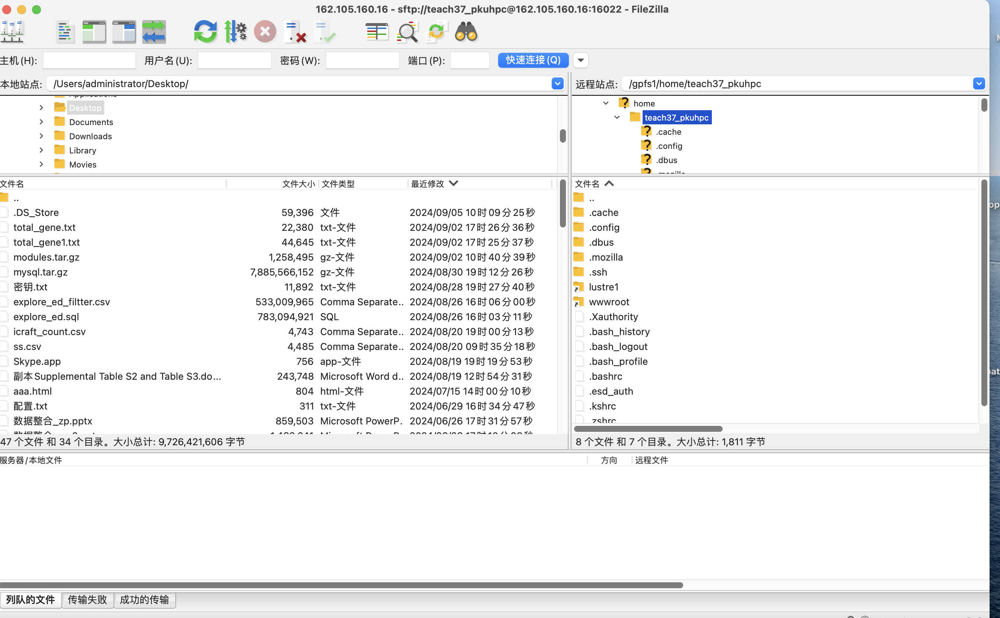 162.105.160.16 - sftp://teach37_pkuhpc@162.105.160.16:16022 - FileZilla
主机(H): 用户名(U): 密码(W): 端口(P): 快速连接(Q)
本地站点: /Users/administrator/Desktop/
Desktop
Documents
Downloads
Library
Movies
远程站点: /gpfs1/home/teach37_pkuhpc
home
teach37_pkuhpc
.cache
.config
.dbus
文件名 文件大小 文件类型 最近修改
..
.DS_Store 59,396 文件 2024/09/05 10时09分25秒
total_gene.txt 22,380 txt-文件 2024/09/02 17时26分36秒
total_gene1.txt 44,645 txt-文件 2024/09/02 17时25分37秒
modules.tar.gz 1,258,495 gz-文件 2024/09/02 10时40分39秒
mysql.tar.gz 7,885,566,152 gz-文件 2024/08/30 19时12分26秒
密钥.txt 11,892 txt-文件 2024/08/28 19时27分40秒
explore_ed_filtter.csv 533,009,965 Comma Separate.. 2024/08/26 16时06分00秒
explore_ed.sql 783,094,921 SQL 2024/08/26 16时03分11秒
icraft_count.csv 4,743 Comma Separate.. 2024/08/20 19时00分13秒
ss.csv 4,485 Comma Separate.. 2024/08/20 09时35分18秒
Skype.app 756 app-文件 2024/08/19 19时19分53秒
副本Supplemental Table S2 and Table S3.do... 243,748 Microsoft Word d.. 2024/08/19 12时54分31秒
aaa.html 804 html-文件 2024/07/15 14时00分10秒
配置.txt 311 txt-文件 2024/06/29 16时34分47秒
数据整合_zp.pptx 859,503 Microsoft PowerP. 2024/06/26 17时31分57秒
47 个文件 和 34 个目录。大小总计: 9,726,421,606 字节
文件名
..
.cache
.config
.dbus
.mozilla
.ssh
lustre1
wwwroot
.Xauthority
.bash_history
.bash_logout
.bash_profile
.bashrc
.esd_auth
.kshrc
.zshrc
8 个文件 和 7 个目录。大小总计: 1,811 字节
服务器/本地文件 方向 远程文件
列队的文件 传输失败 成功的传输